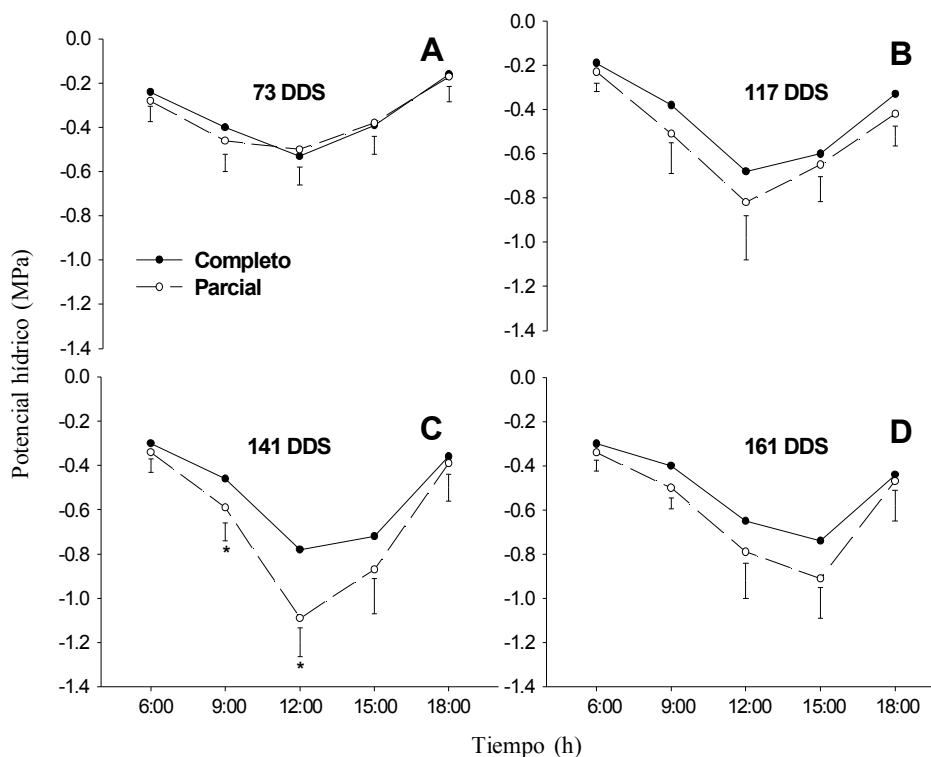 Potencial hídrico (MPa)
0.0
-0.2
-0.4
-0.6
-0.8
-1.0
-1.2
-1.4
A
73 DDS
Completo
Parcial
0.0
-0.2
-0.4
-0.6
-0.8
-1.0
-1.2
-1.4
B
117 DDS
0.0
-0.2
-0.4
-0.6
-0.8
-1.0
-1.2
-1.4
C
141 DDS
*
*
6:00 9:00 12:00 15:00 18:00
0.0
-0.2
-0.4
-0.6
-0.8
-1.0
-1.2
-1.4
D
161 DDS
6:00 9:00 12:00 15:00 18:00
Tiempo (h)